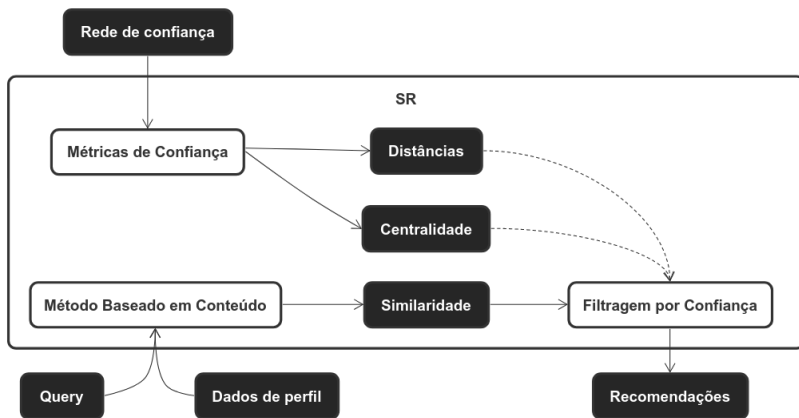 Rede de confiança
SR
Métricas de Confiança
Distâncias
Centralidade
Método Baseado em Conteúdo
Similaridade
Filtragem por Confiança
Query
Dados de perfil
Recomendações